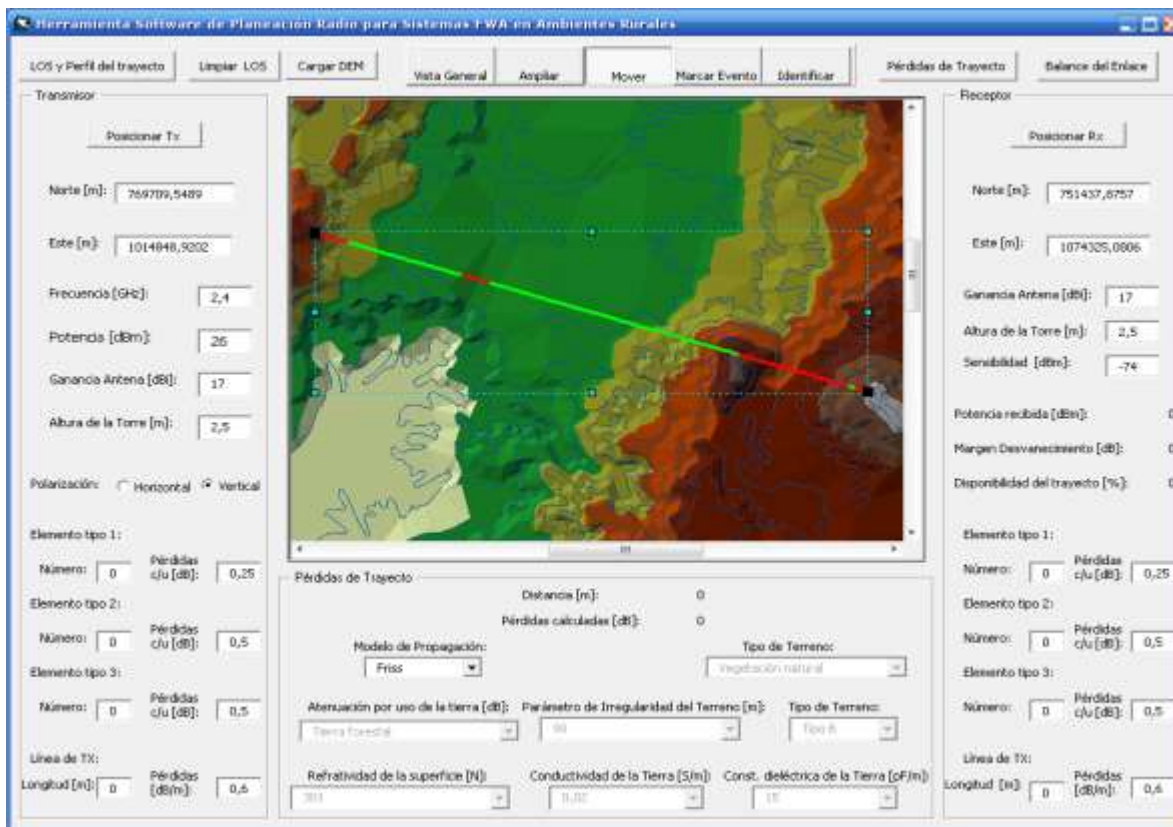 Herramienta Software de Planeación Radio para Sistemas FWA en Ambientes Rurales
LOS y Perfil del trayecto
Limpiar LOS
Cargar DEM
Vista General
Ampliar
Mover
Marcar Evento
Identificar
Pérdidas de Trayecto
Balance del Enlace
Transmisor
Posicionar Tx
Norte [m]: 769789,5489
Este [m]: 1014848,9202
Frecuencia [GHz]: 2,4
Potencia [dBm]: 26
Ganancia Antena [dBi]: 17
Altura de la Torre [m]: 2,5
Polarización: Horizontal Vertical
Elemento tipo 1:
Número: 0 Pérdidas c/u [dB]: 0,25
Elemento tipo 2:
Número: 0 Pérdidas c/u [dB]: 0,5
Elemento tipo 3:
Número: 0 Pérdidas c/u [dB]: 0,5
Línea de TX:
Longitud [m]: 0 Pérdidas [dB/m]: 0,6
Pérdidas de Trayecto
Distancia [m]: 0
Pérdidas calculadas [dB]: 0
Modelo de Propagación:
Friss
Tipo de Terreno:
Vegetación natural
Atenuación por uso de la tierra [dB]:
Tierra forestal
Parámetro de Irregularidad del Terreno [m]:
90
Tipo de Terreno:
Tipo A
Refratividad de la superficie [N]
301
Conductividad de la Tierra [S/m]
0.02
Const. dieléctrica de la Tierra [pF/m]
15
Receptor
Posicionar Rx
Norte [m]: 751437,8757
Este [m]: 1074325,0806
Ganancia Antena [dBi]: 17
Altura de la Torre [m]: 2,5
Sensibilidad [dBm]: -74
Potencia recibida [dBm]: 0
Margen Desvanecimiento [dB]: 0
Disponibilidad del trayecto [%]: 0
Elemento tipo 1:
Número: 0 Pérdidas c/u [dB]: 0,25
Elemento tipo 2:
Número: 0 Pérdidas c/u [dB]: 0,5
Elemento tipo 3:
Número: 0 Pérdidas c/u [dB]: 0,5
Línea de TX:
Longitud [m] 0 Pérdidas [dB/m]: 0,6